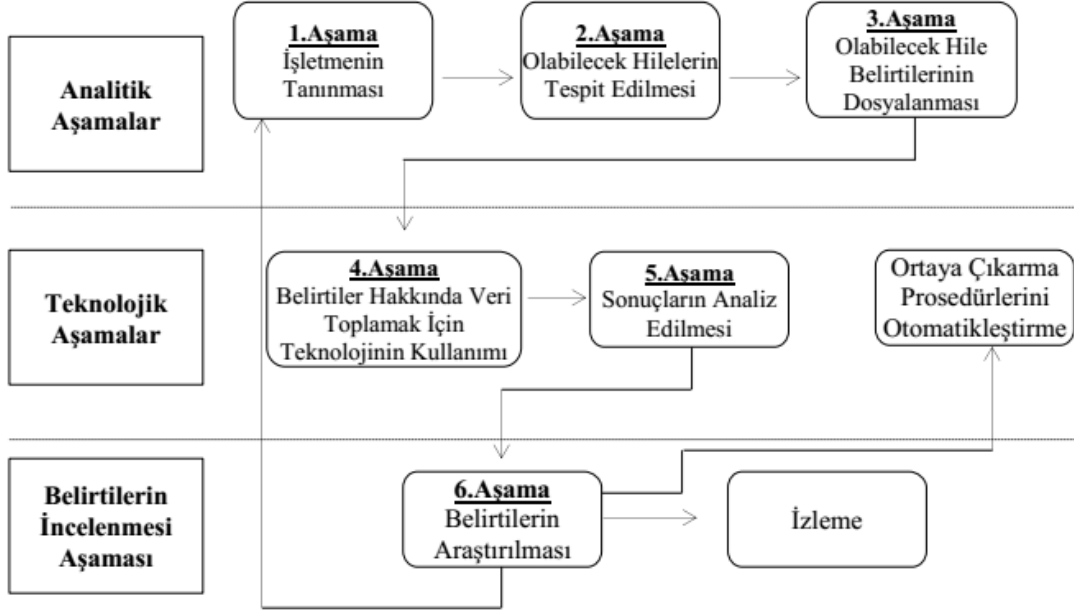 Analitik
Aşamalar
1.Aşama
İşletmenin
Tanınması
2.Aşama
Olabilecek Hilelerin
Tespit Edilmesi
3.Aşama
Olabilecek Hile
Belirtilerinin
Dosyalanması
Teknolojik
Aşamalar
4.Aşama
Belirtiler Hakkında Veri
Toplamak İçin
Teknolojinin Kullanımı
5.Aşama
Sonuçların Analiz
Edilmesi
Ortaya Çıkarma
Prosedürlerini
Otomatikleştirme
Belirtilerin
İncelenmesi
Aşaması
6.Aşama
Belirtilerin
Araştırılması
İzleme